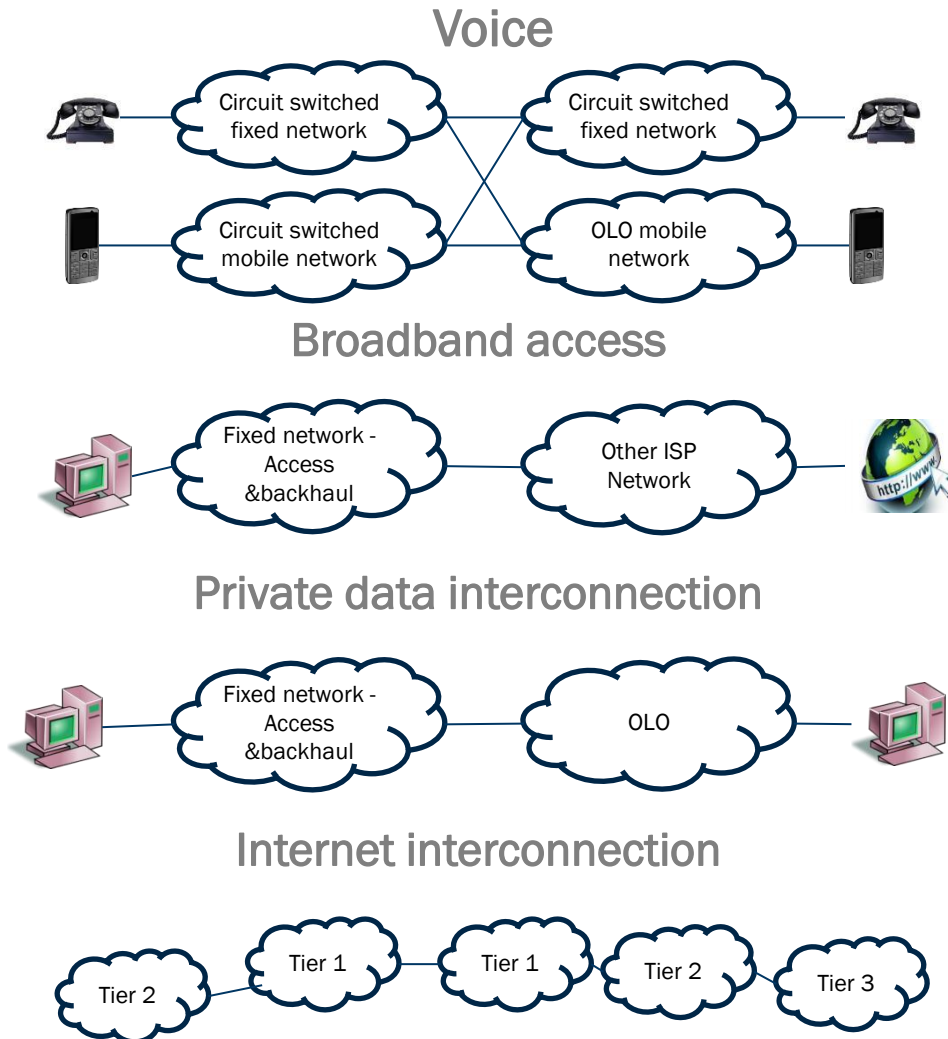 Voice
Circuit switched
fixed network
Circuit switched
fixed network
Circuit switched
mobile network
OLO mobile
network
Broadband access
Fixed network -
Access
&backhaul
Other ISP
Network
http://www.
Private data interconnection
Fixed network -
Access
&backhaul
OLO
Internet interconnection
Tier 2
Tier 1
Tier 1
Tier 2
Tier 3